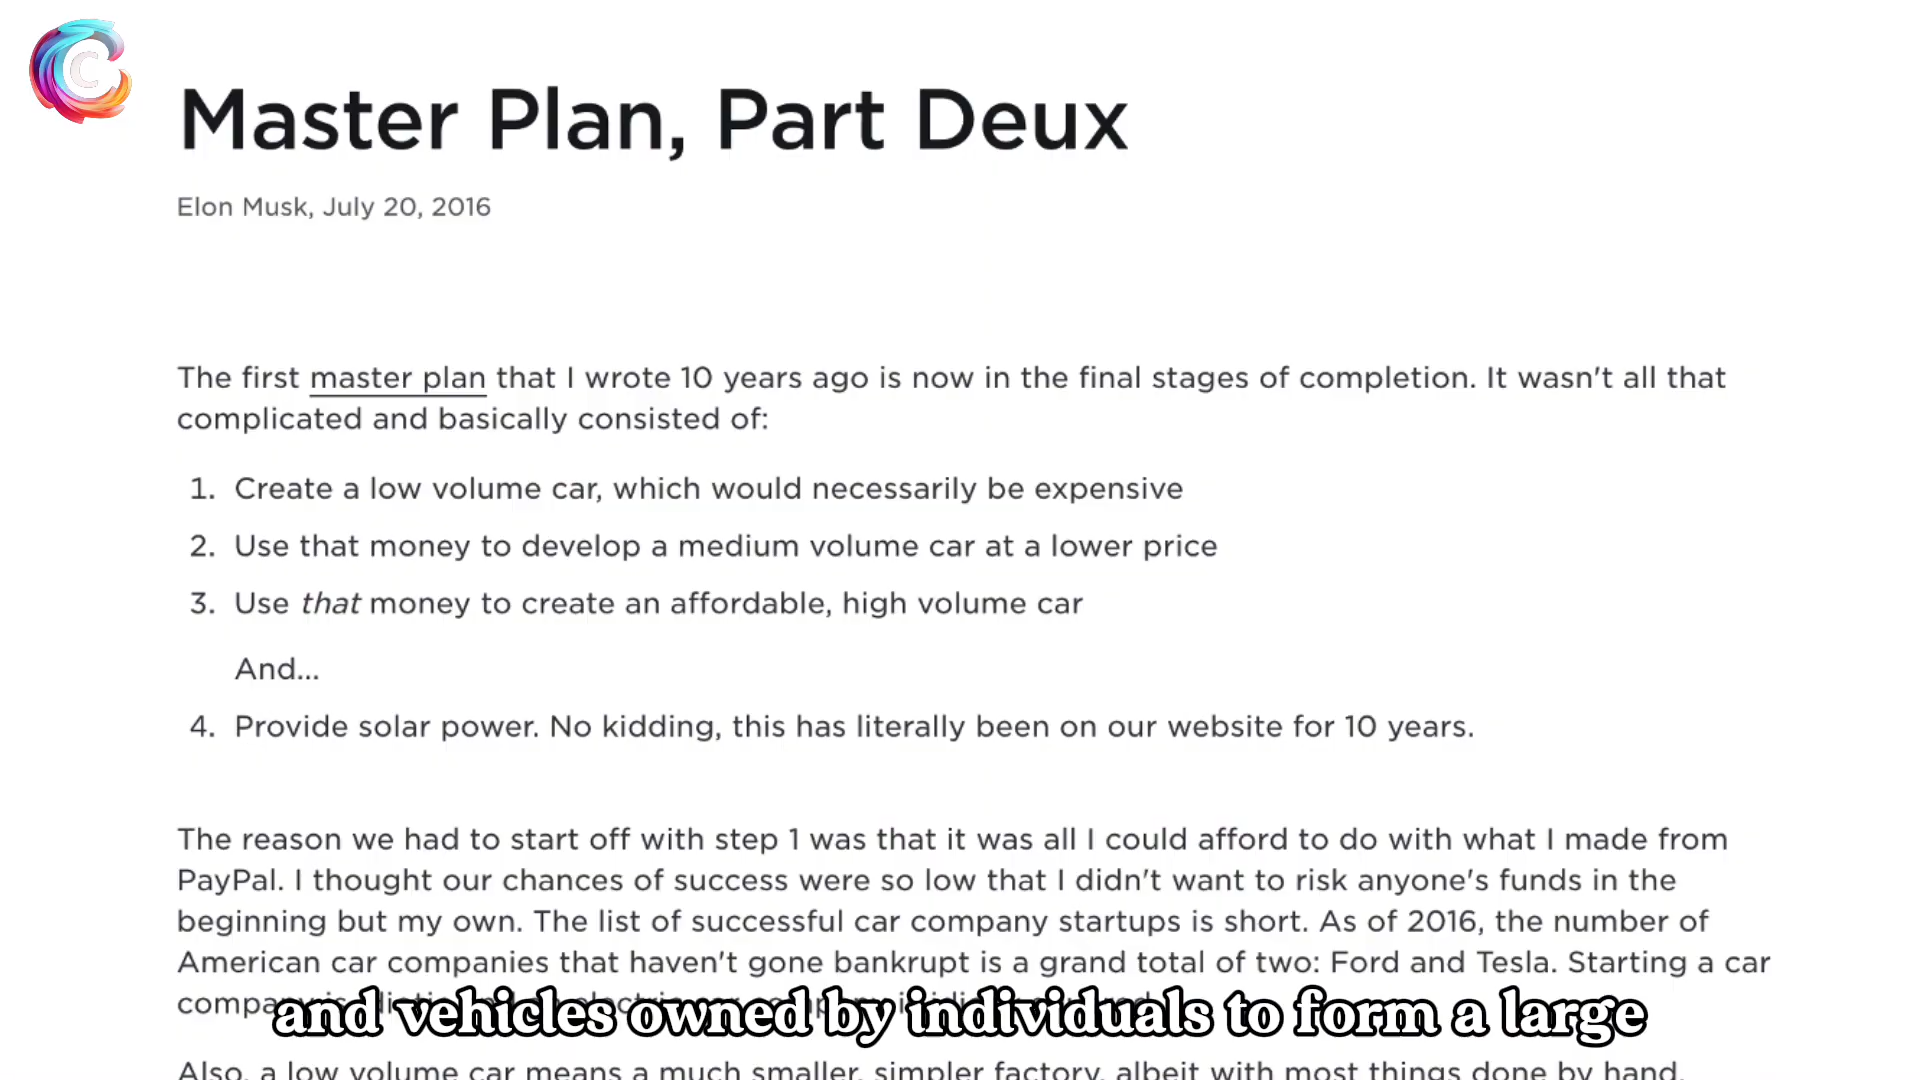 C
Master Plan, Part Deux
Elon Musk, July 20, 2016
The first master plan that I wrote 10 years ago is now in the final stages of completion. It wasn't all that
complicated and basically consisted of:
1. Create a low volume car, which would necessarily be expensive
2. Use that money to develop a medium volume car at a lower price
3. Use that money to create an affordable, high volume car
And...
4. Provide solar power. No kidding, this has literally been on our website for 10 years.
The reason we had to start off with step 1 was that it was all I could afford to do with what I made from
PayPal. I thought our chances of success were so low that I didn't want to risk anyone's funds in the
beginning but my own. The list of successful car company startups is short. As of 2016, the number of
American car companies that haven't gone bankrupt is a grand total of two: Ford and Tesla. Starting a car
and vehicles owned by individuals to form a large
Also, a low volume car means a much smaller, simpler factory, albeit with most things done by hand.